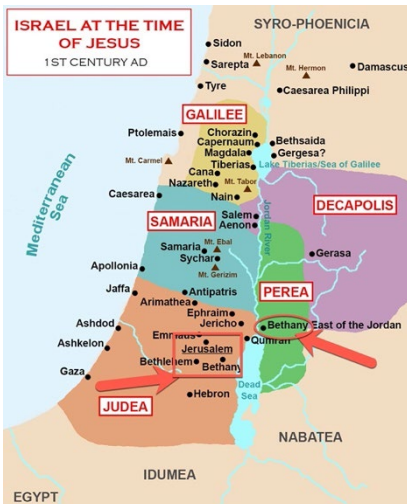 ISRAEL AT THE TIME
OF JESUS
1ST CENTURY AD
SYRO-PHOENICIA
Sidon
Mt. Lebanon
Sarepta
Mt. Hermon
Damascus
Tyre
Caesarea Philippi
GALILEE
Ptolemais
Chorazin
Capernaum
Bethsaida
Magdala
Gergesa?
Mt. Carmel
Tiberias
Lake Tiberias/Sea of Galilee
Cana
Mt. Tabor
Nazareth
Nain
Caesarea
Mediterranean
Sea
DECAPOLIS
SAMARIA
Salem
Aenon
Jordan River
Mt. Ebal
Samaria
Sychar
Gerasa
Mt. Gerizim
Apollonia
PEREA
Jaffa
Antipatris
Arimathea
Ephraim
Jericho
Bethany East of the Jordan
Ashdod
Emmaus
Qumran
Jerusalem
Ashkelon
Bethlehem
Bethany
Gaza
Dead
Sea
Hebron
JUDEA
NABATEA
IDUMEA
EGYPT